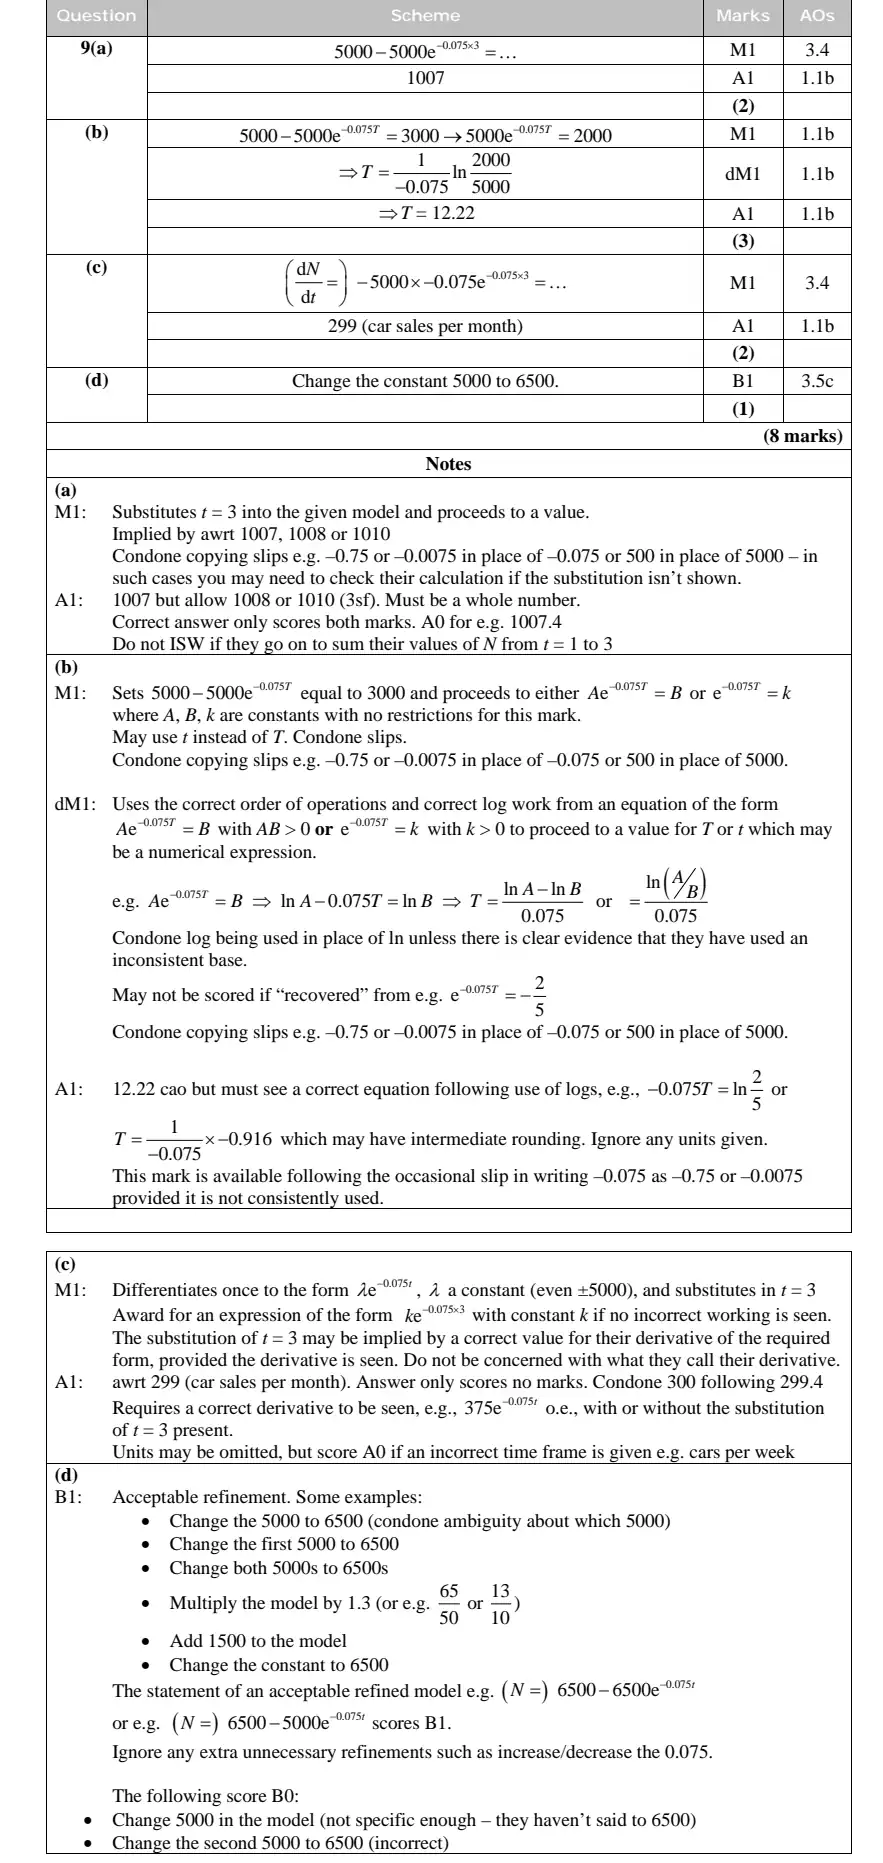 Question Scheme Marks AOs
9(a) 5000 – 5000e^{–0.075×3} = … M1 3.4
1007 A1 1.1b
(2)
(b) 5000 – 5000e^{–0.075T} = 3000 → 5000e^{–0.075T} = 2000 M1 1.1b
⇒ T = \frac{1}{–0.075} ln \frac{2000}{5000} dM1 1.1b
⇒ T = 12.22 A1 1.1b
(3)
(c) (\frac{dN}{dt} =) –5000 × –0.075e^{–0.075×3} = … M1 3.4
299 (car sales per month) A1 1.1b
(2)
(d) Change the constant 5000 to 6500. B1 3.5c
(1)
(8 marks)
Notes
(a)
M1: Substitutes t = 3 into the given model and proceeds to a value.
Implied by awrt 1007, 1008 or 1010
Condone copying slips e.g. –0.75 or –0.0075 in place of –0.075 or 500 in place of 5000 – in
such cases you may need to check their calculation if the substitution isn’t shown.
A1: 1007 but allow 1008 or 1010 (3sf). Must be a whole number.
Correct answer only scores both marks. A0 for e.g. 1007.4
Do not ISW if they go on to sum their values of N from t = 1 to 3
(b)
M1: Sets 5000 – 5000e^{–0.075T} equal to 3000 and proceeds to either Ae^{–0.075T} = B or e^{–0.075T} = k
where A, B, k are constants with no restrictions for this mark.
May use t instead of T. Condone slips.
Condone copying slips e.g. –0.75 or –0.0075 in place of –0.075 or 500 in place of 5000.
dM1: Uses the correct order of operations and correct log work from an equation of the form
Ae^{–0.075T} = B with AB > 0 or e^{–0.075T} = k with k > 0 to proceed to a value for T or t which may
be a numerical expression.
e.g. Ae^{–0.075T} = B ⇒ ln A – 0.075T = ln B ⇒ T = \frac{ln A – ln B}{0.075} or = \frac{ln(A/B)}{0.075}
Condone log being used in place of ln unless there is clear evidence that they have used an
inconsistent base.
May not be scored if “recovered” from e.g. e^{–0.075T} = –\frac{2}{5}
Condone copying slips e.g. –0.75 or –0.0075 in place of –0.075 or 500 in place of 5000.
A1: 12.22 cao but must see a correct equation following use of logs, e.g., –0.075T = ln \frac{2}{5} or
T = \frac{1}{–0.075} × –0.916 which may have intermediate rounding. Ignore any units given.
This mark is available following the occasional slip in writing –0.075 as –0.75 or –0.0075
provided it is not consistently used.
(c)
M1: Differentiates once to the form λe^{–0.075t}, λ a constant (even ±5000), and substitutes in t = 3
Award for an expression of the form ke^{–0.075×3} with constant k if no incorrect working is seen.
The substitution of t = 3 may be implied by a correct value for their derivative of the required
form, provided the derivative is seen. Do not be concerned with what they call their derivative.
A1: awrt 299 (car sales per month). Answer only scores no marks. Condone 300 following 299.4
Requires a correct derivative to be seen, e.g., 375e^{–0.075t} o.e., with or without the substitution
of t = 3 present.
Units may be omitted, but score A0 if an incorrect time frame is given e.g. cars per week
(d)
B1: Acceptable refinement. Some examples:
• Change the 5000 to 6500 (condone ambiguity about which 5000)
• Change the first 5000 to 6500
• Change both 5000s to 6500s
• Multiply the model by 1.3 (or e.g. \frac{65}{50} or \frac{13}{10})
• Add 1500 to the model
• Change the constant to 6500
The statement of an acceptable refined model e.g. (N =) 6500 – 6500e^{–0.075t}
or e.g. (N =) 6500 – 5000e^{–0.075t} scores B1.
Ignore any extra unnecessary refinements such as increase/decrease the 0.075.
The following score B0:
• Change 5000 in the model (not specific enough – they haven’t said to 6500)
• Change the second 5000 to 6500 (incorrect)